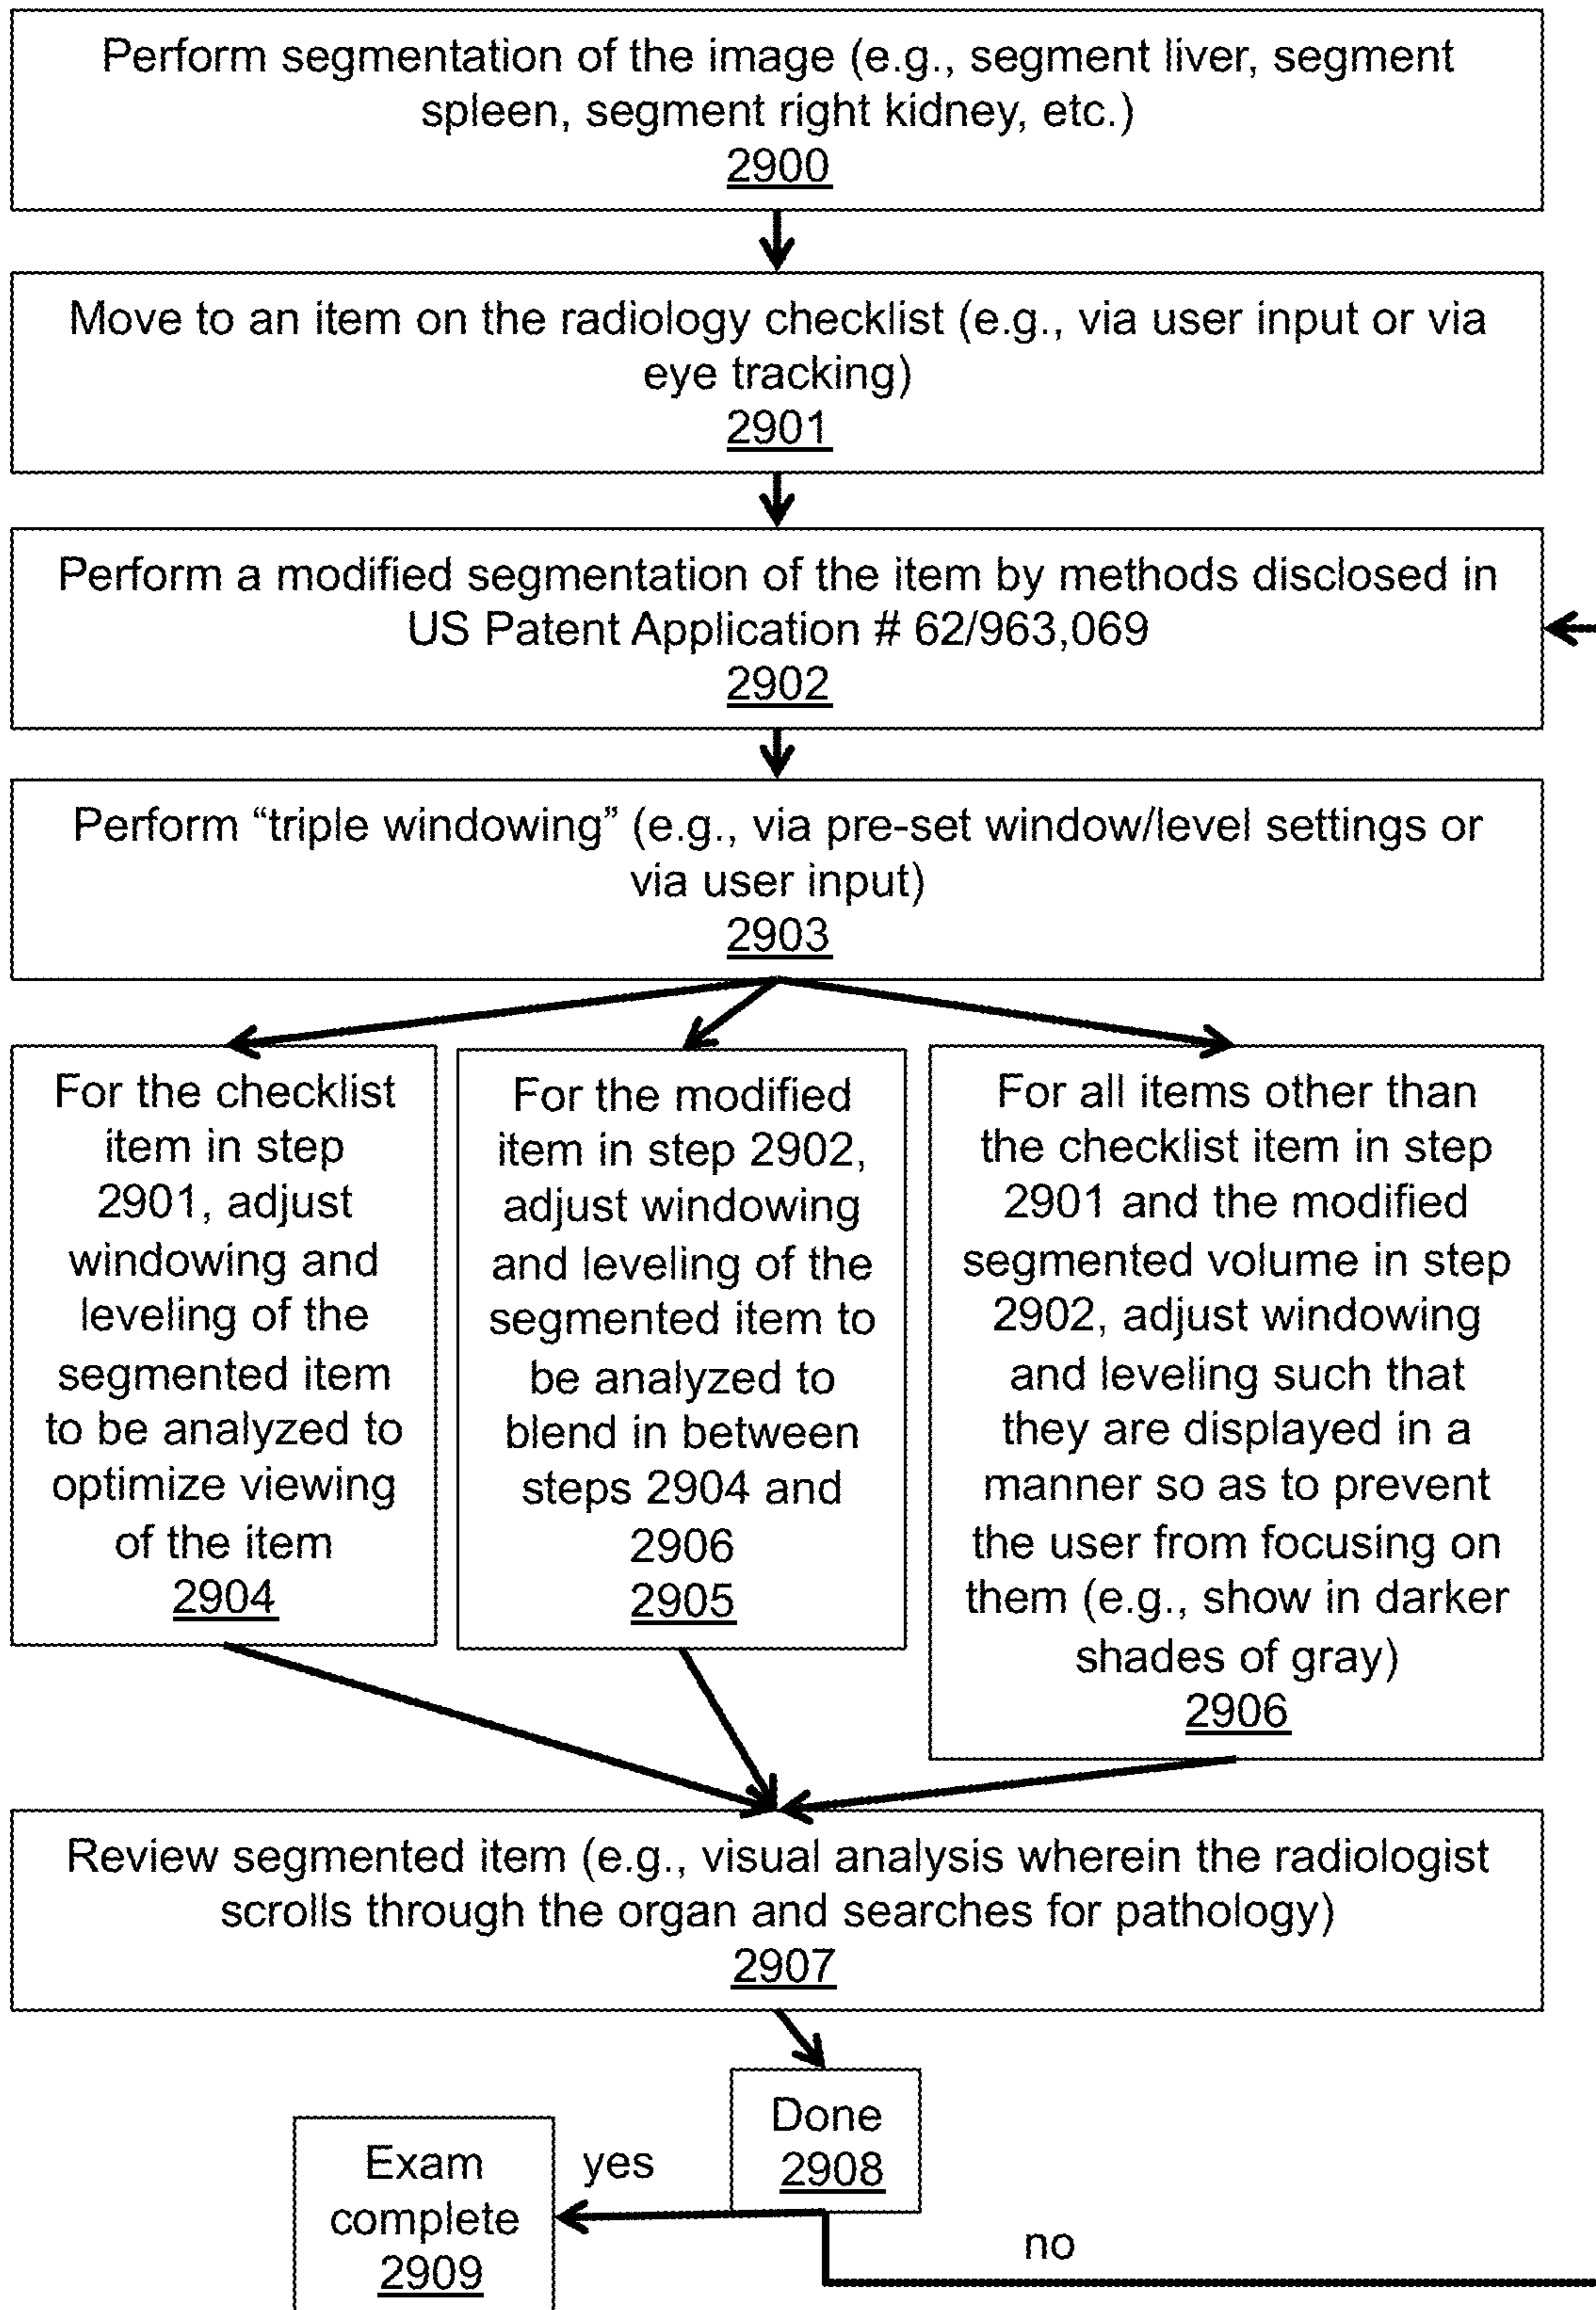 Perform segmentation of the image (e.g., segment liver, segment
spleen, segment right kidney, etc.)
2900
Move to an item on the radiology checklist (e.g., via user input or via
eye tracking)
2901
Perform a modified segmentation of the item by methods disclosed in
US Patent Application # 62/963,069
2902
Perform “triple windowing” (e.g., via pre-set window/level settings or
via user input)
2903
For the checklist
item in step
2901, adjust
windowing and
leveling of the
segmented item
to be analyzed to
optimize viewing
of the item
2904
For the modified
item in step 2902,
adjust windowing
and leveling of the
segmented item to
be analyzed to
blend in between
steps 2904 and
2906
2905
For all items other than
the checklist item in step
2901 and the modified
segmented volume in step
2902, adjust windowing
and leveling such that
they are displayed in a
manner so as to prevent
the user from focusing on
them (e.g., show in darker
shades of gray)
2906
Review segmented item (e.g., visual analysis wherein the radiologist
scrolls through the organ and searches for pathology)
2907
Done
2908
yes
Exam
complete
2909
no